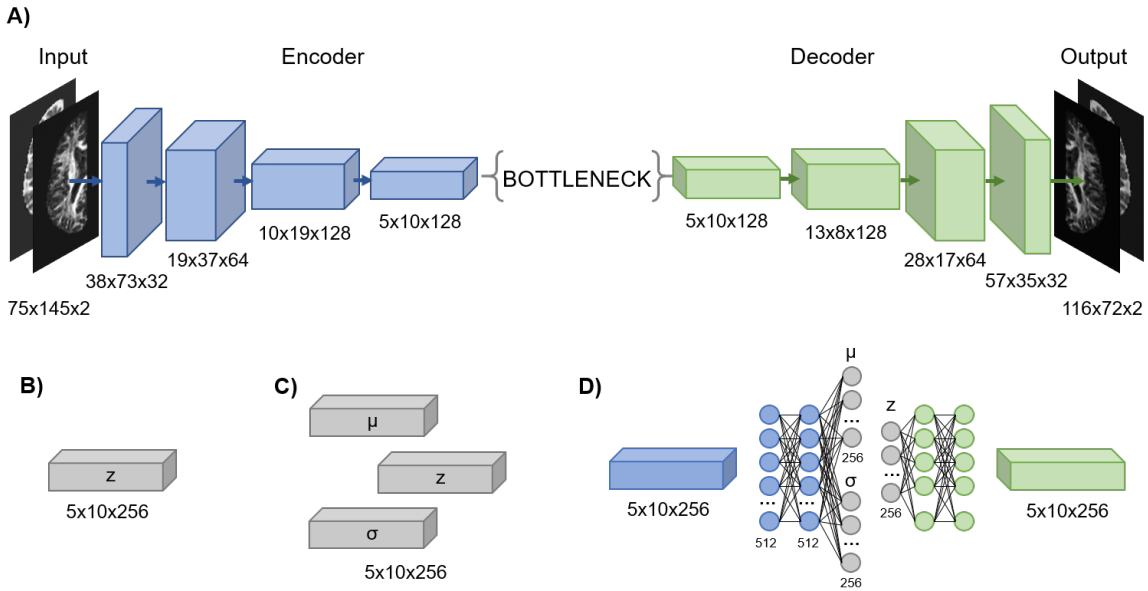 A)
Input
Encoder
Decoder
Output
BOTTLENECK
5x10x128
5x10x128
13x8x128
10x19x128
19x37x64
28x17x64
38x73x32
57x35x32
75x145x2
116x72x2
B)
z
5x10x256
C)
μ
z
σ
5x10x256
D)
5x10x256
...
512
...
512
μ
...
256
σ
...
256
z
...
256
5x10x256